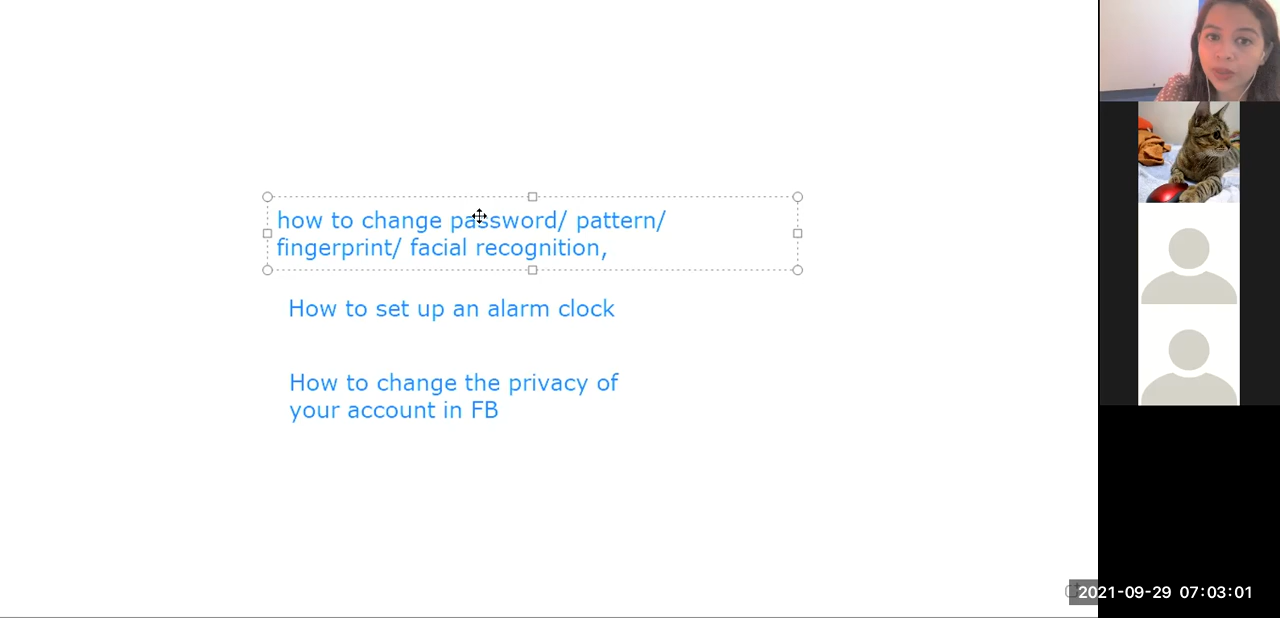 how to change password/ pattern/
fingerprint/ facial recognition,
How to set up an alarm clock
How to change the privacy of
your account in FB
2021-09-29 07:03:01